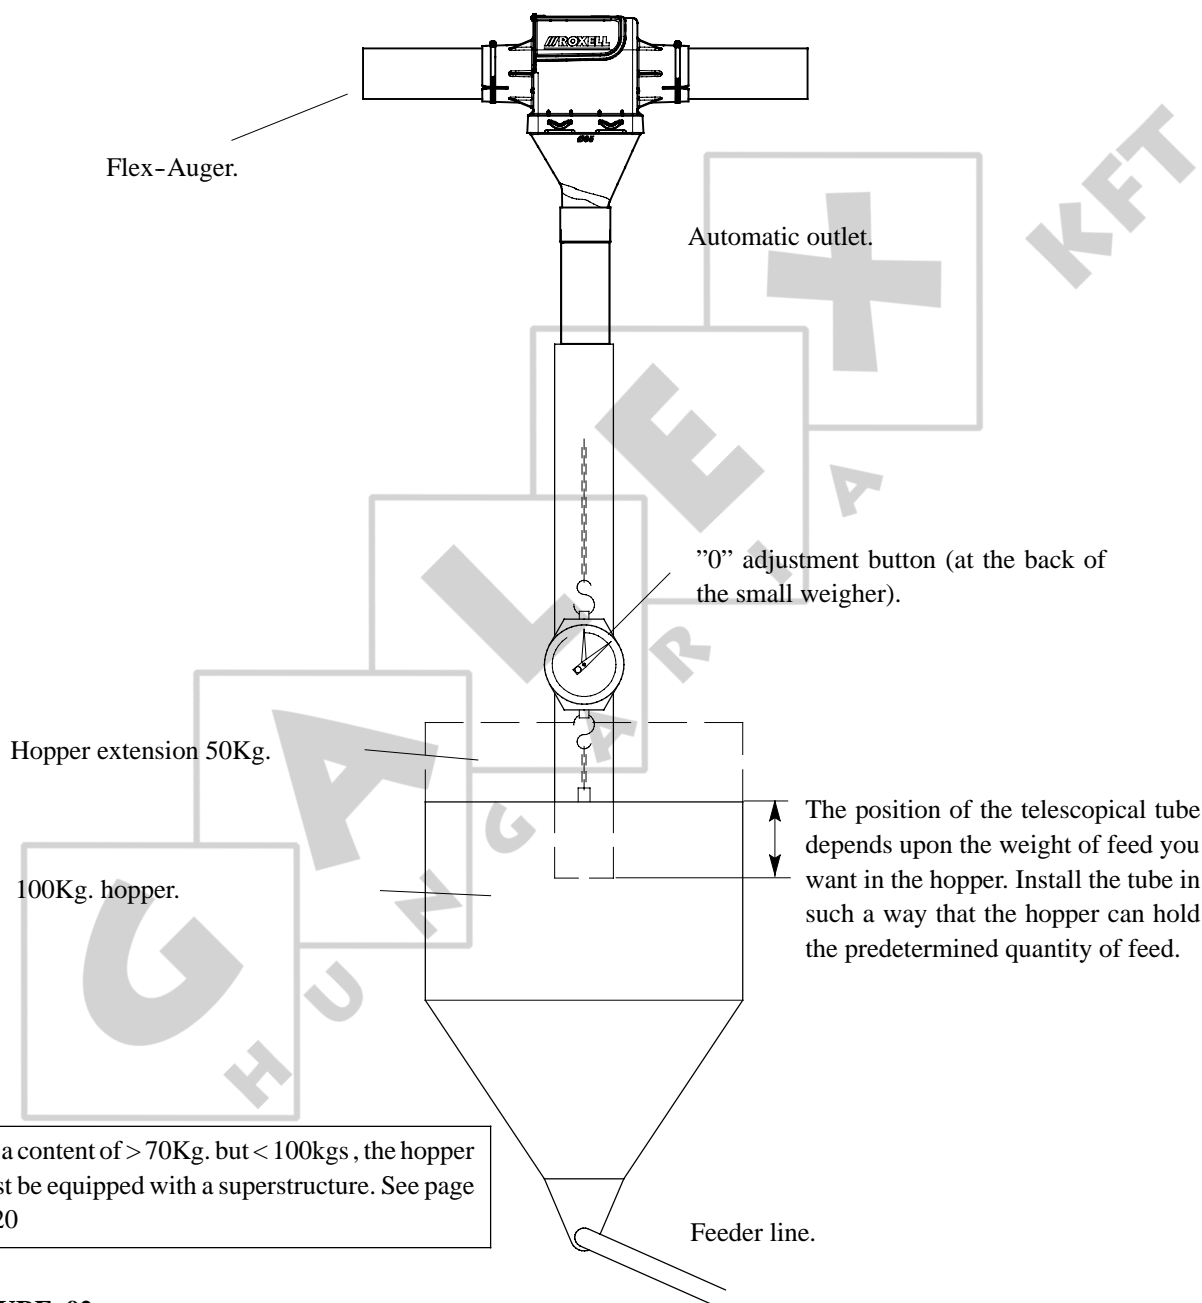 ///ROXELL
Flex-Auger.
Automatic outlet.
”0” adjustment button (at the back of
the small weigher).
Hopper extension 50Kg.
The position of the telescopical tube
depends upon the weight of feed you
want in the hopper. Install the tube in
such a way that the hopper can hold
the predetermined quantity of feed.
100Kg. hopper.
a content of > 70Kg. but < 100kgs , the hopper
be equipped with a superstructure. See page
20
Feeder line.
GALEX KFT
HUNGARIA